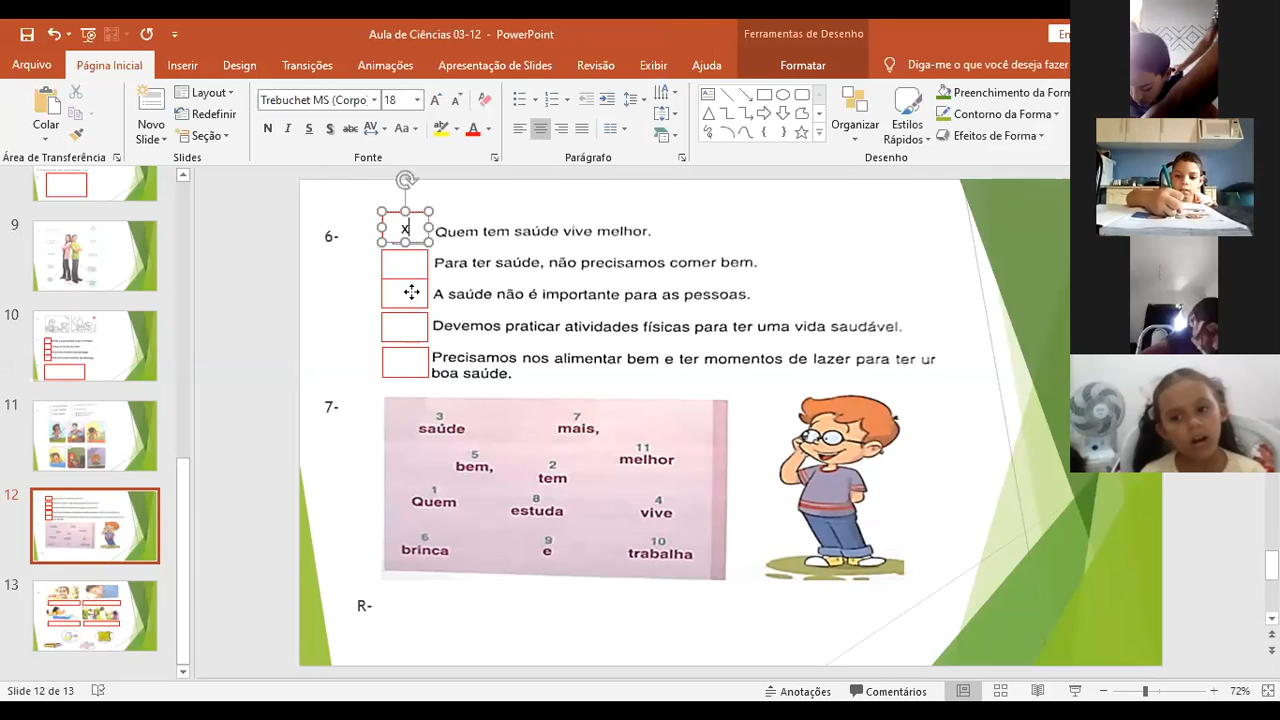 Aula de Ciências 03-12 - PowerPoint
Ferramentas de Desenho
En
Arquivo
Página Inicial
Inserir
Design
Transições
Animações
Apresentação de Slides
Revisão
Exibir
Ajuda
Formatar
Diga-me o que você deseja fazer
Colar
Novo
Slide
Layout
Redefinir
Seção
Trebuchet MS (Corpo
18
N I S S abc AV Aa A
Organizar
Estilos
Rápidos
Preenchimento da Form
Contorno da Forma
Efeitos de Forma
Área de Transferência
Slides
Fonte
Parágrafo
Desenho
9
10
11
12
13
6-
x
Quem tem saúde vive melhor.
Para ter saúde, não precisamos comer bem.
A saúde não é importante para as pessoas.
Devemos praticar atividades físicas para ter uma vida saudável.
Precisamos nos alimentar bem e ter momentos de lazer para ter ur
boa saúde.
7-
3
saúde
7
mais,
11
melhor
5
bem,
2
tem
1
Quem
8
estuda
4
vive
6
brinca
9
e
10
trabalha
R-
Slide 12 de 13
Anotações
Comentários
72%